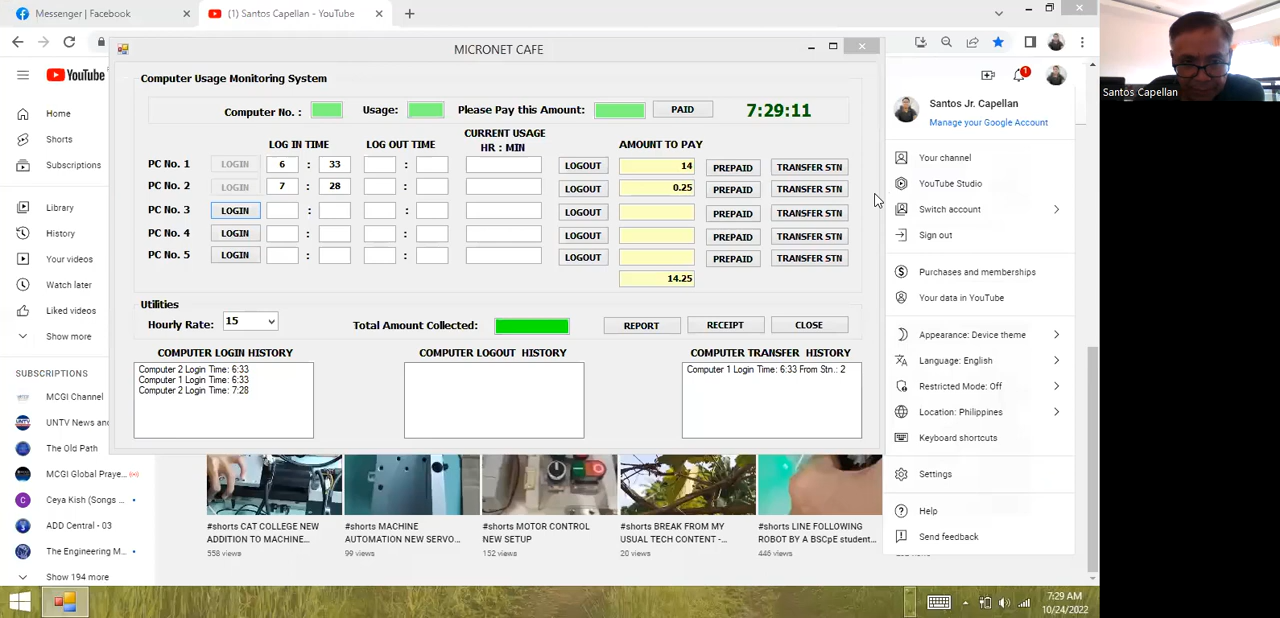 Messenger | Facebook
(1) Santos Capellan - YouTube
MICRONET CAFE
Computer Usage Monitoring System
Computer No. : Usage: Please Pay this Amount: PAID 7:29:11
LOG IN TIME LOG OUT TIME CURRENT USAGE HR : MIN AMOUNT TO PAY
PC No. 1 LOGIN 6 : 33 : LOGOUT 14 PREPAID TRANSFER STN
PC No. 2 LOGIN 7 : 28 : LOGOUT 0.25 PREPAID TRANSFER STN
PC No. 3 LOGIN : : LOGOUT PREPAID TRANSFER STN
PC No. 4 LOGIN : : LOGOUT PREPAID TRANSFER STN
PC No. 5 LOGIN : : LOGOUT PREPAID TRANSFER STN
14.25
Utilities
Hourly Rate: 15 Total Amount Collected: REPORT RECEIPT CLOSE
COMPUTER LOGIN HISTORY
Computer 2 Login Time: 6:33
Computer 1 Login Time: 6:33
Computer 2 Login Time: 7:28
COMPUTER LOGOUT HISTORY
COMPUTER TRANSFER HISTORY
Computer 1 Login Time: 6:33 From Stn.: 2
YouTube
Home
Shorts
Subscriptions
Library
History
Your videos
Watch later
Liked videos
Show more
SUBSCRIPTIONS
MCGI Channel
UNTV News and
The Old Path
MCGI Global Praye...
Ceya Kish (Songs ...
ADD Central - 03
The Engineering M...
Show 194 more
#shorts CAT COLLEGE NEW
ADDITION TO MACHINE...
558 views
#shorts MACHINE
AUTOMATION NEW SERVO...
99 views
#shorts MOTOR CONTROL
NEW SETUP
152 views
#shorts BREAK FROM MY
USUAL TECH CONTENT -...
20 views
#shorts LINE FOLLOWING
ROBOT BY A BSCpE student...
446 views
1
Santos Jr. Capellan
Manage your Google Account
Your channel
YouTube Studio
Switch account
Sign out
Purchases and memberships
Your data in YouTube
Appearance: Device theme
Language: English
Restricted Mode: Off
Location: Philippines
Keyboard shortcuts
Settings
Help
Send feedback
Santos Capellan
7:29 AM
10/24/2022